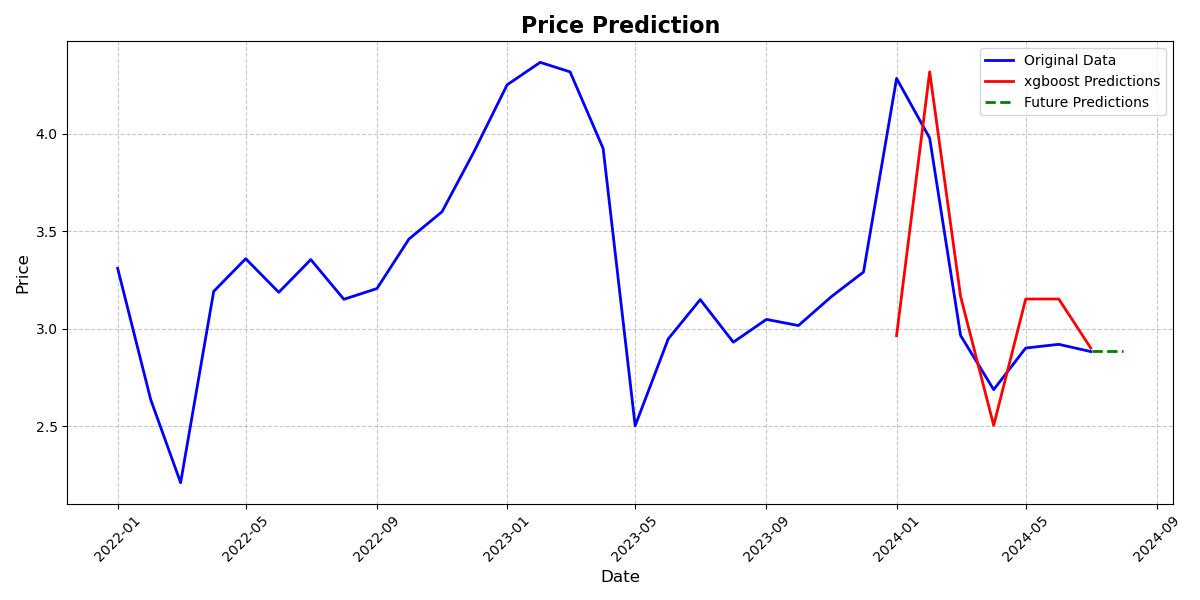 Price Prediction
Original Data
xgboost Predictions
Future Predictions
Price
4.0
3.5
3.0
2.5
2022-01
2022-05
2022-09
2023-01
2023-05
2023-09
2024-01
2024-05
2024-09
Date